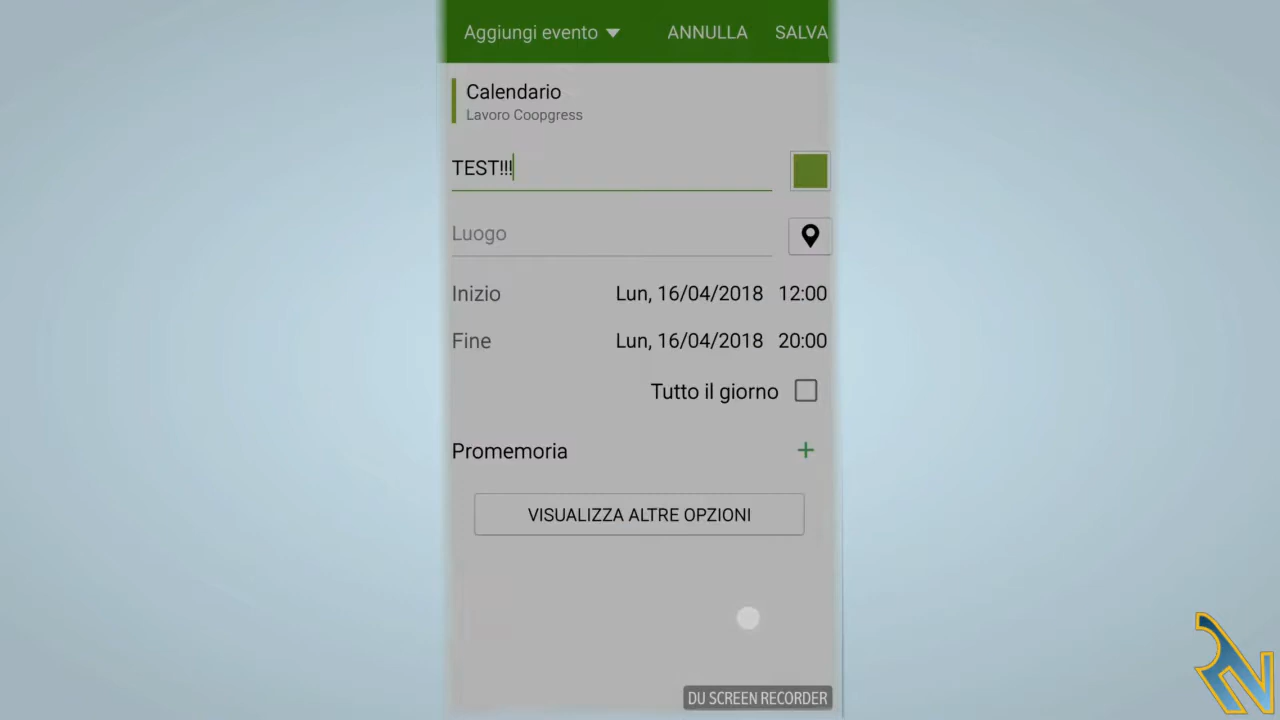 Aggiungi evento ANNULLA SALVA
Calendario
Lavoro Coopgress
TEST!!!
Luogo
Inizio Lun, 16/04/2018 12:00
Fine Lun, 16/04/2018 20:00
Tutto il giorno
Promemoria +
VISUALIZZA ALTRE OPZIONI
DU SCREEN RECORDER
RN